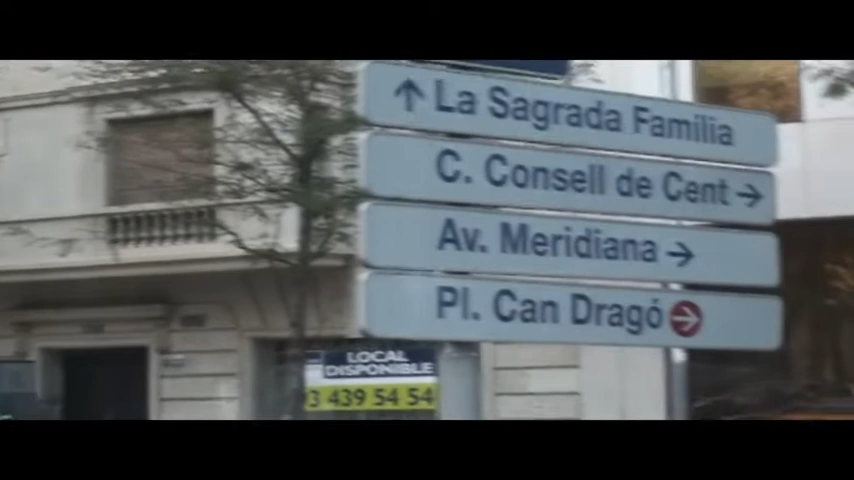 ↑ La Sagrada Família
C. Consell de Cent →
Av. Meridiana →
Pl. Can Dragó →
LOCAL
DISPONIBLE
3 439 54 54